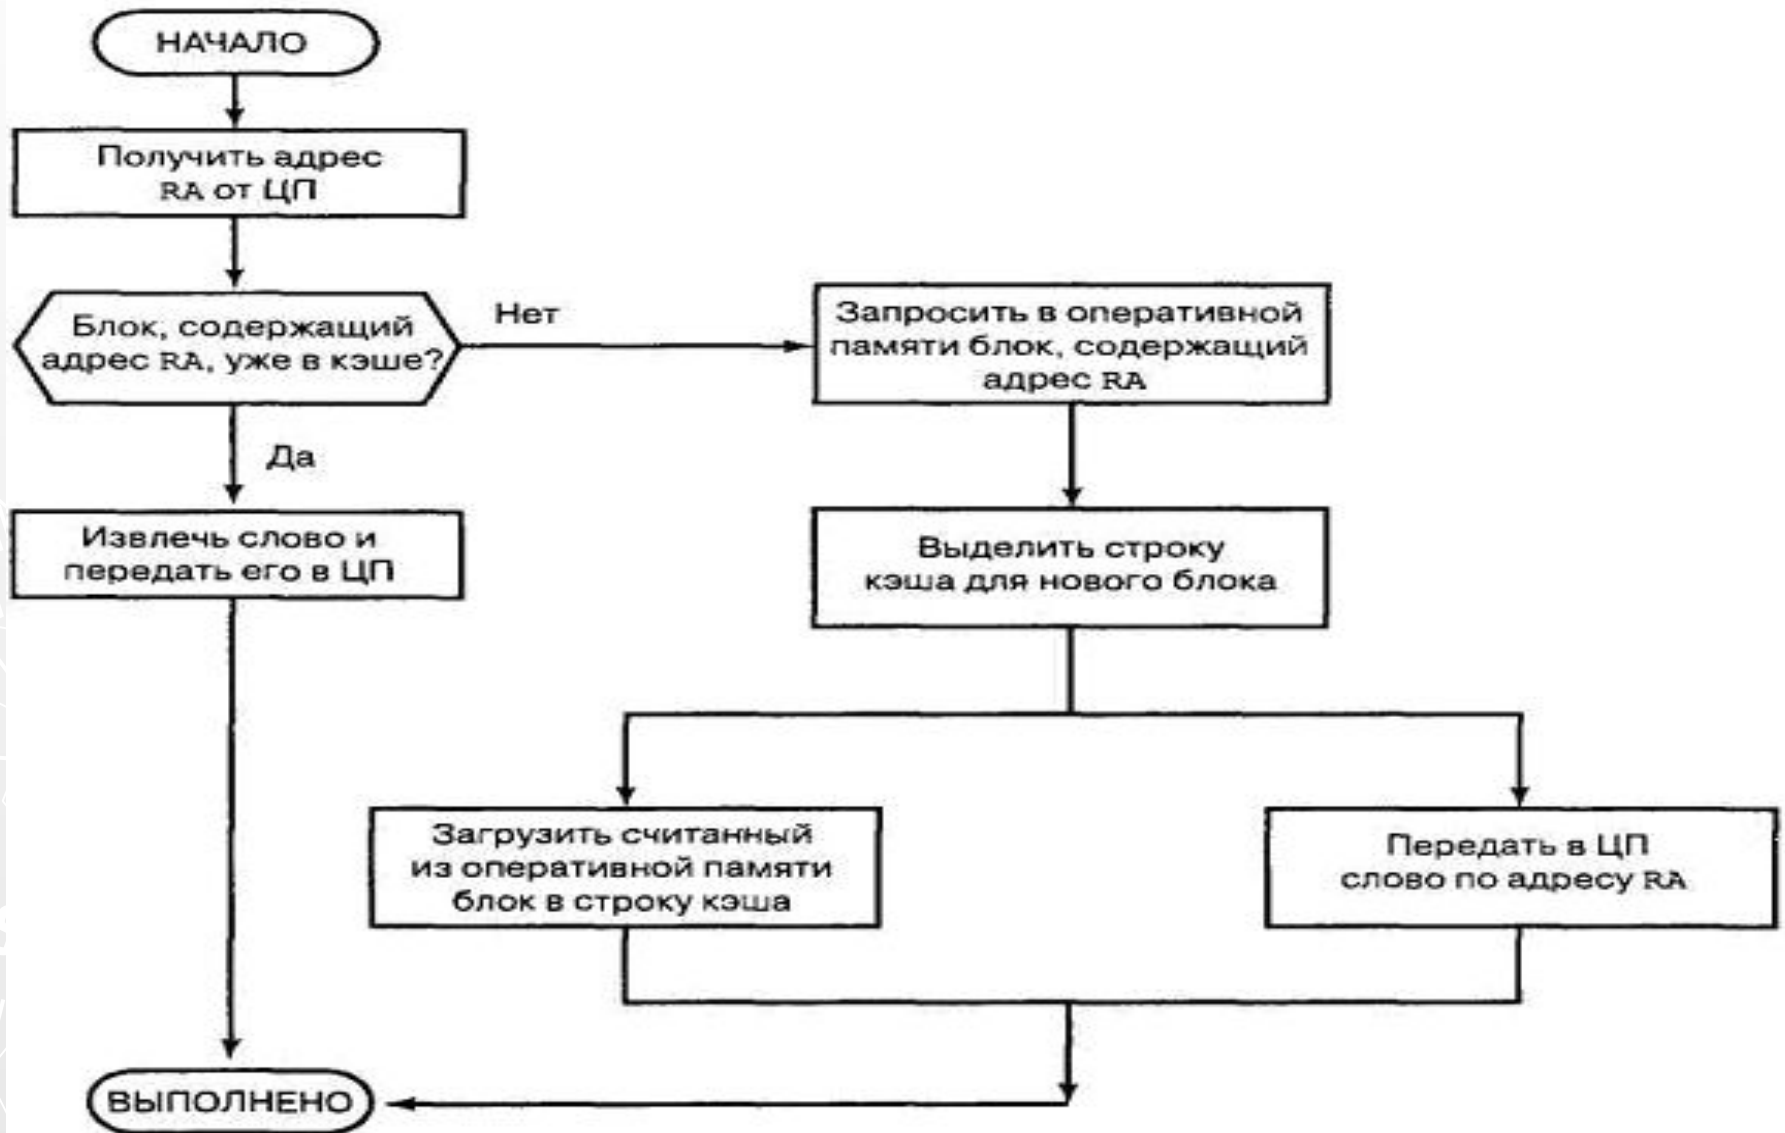 НАЧАЛО
Получить адрес
RA от ЦП
Блок, содержащий
адрес RA, уже в кэше?
Нет
Запросить в оперативной
памяти блок, содержащий
адрес RA
Да
Извлечь слово и
передать его в ЦП
Выделить строку
кэша для нового блока
Загрузить считанный
из оперативной памяти
блок в строку кэша
Передать в ЦП
слово по адресу RA
ВЫПОЛНЕНО